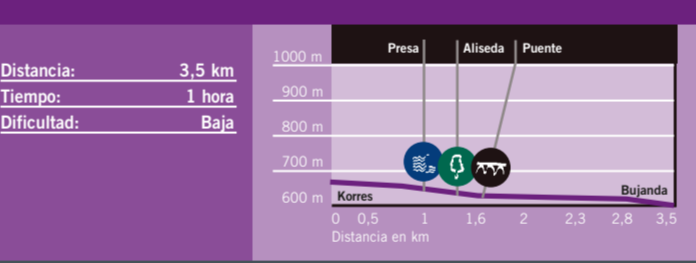 Distancia: 3,5 km
Tiempo: 1 hora
Dificultad: Baja
Presa Aliseda Puente
1000 m
900 m
800 m
700 m
600 m
Korres Bujanda
0 0,5 1 1,6 2 2,3 2,8 3,5
Distancia en km